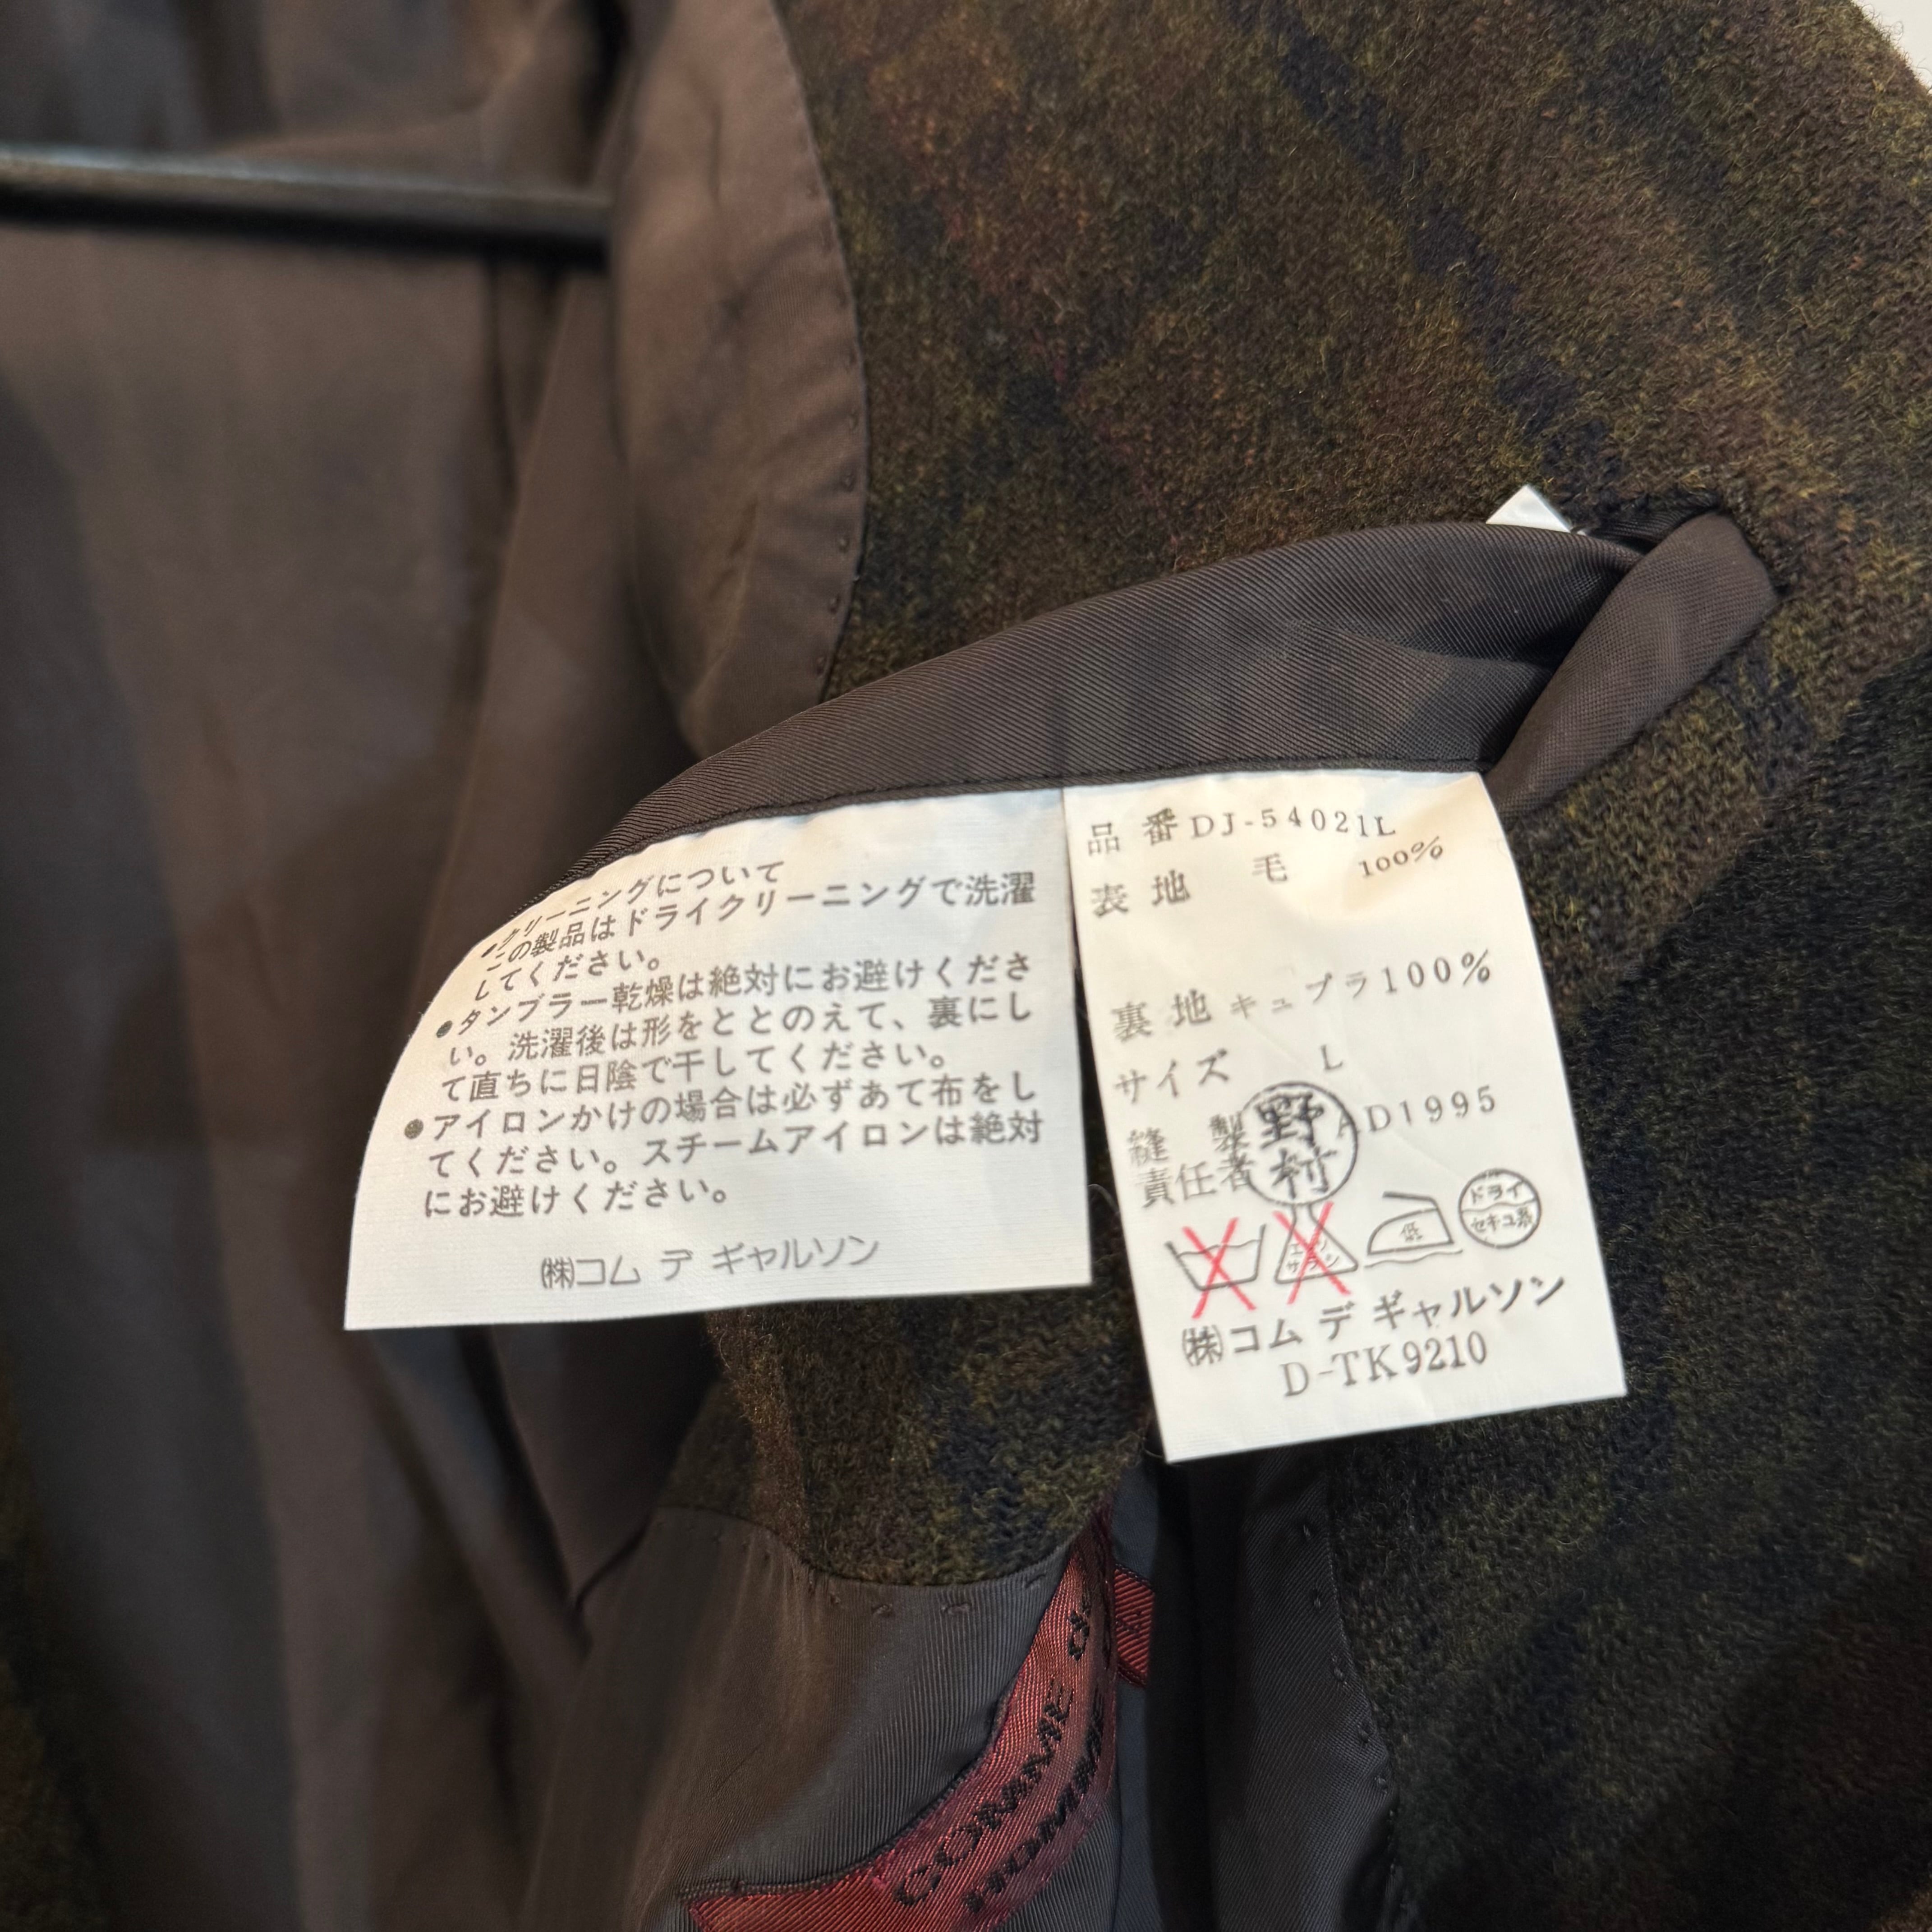 ●クリーニングについて
この製品はドライクリーニングで洗濯
してください。
●タンブラー乾燥は絶対にお避けくださ
い。洗濯後は形をととのえて、裏にし
て直ちに日陰で干してください。
●アイロンかけの場合は必ずあて布をし
てください。スチームアイロンは絶対
にお避けください。
㈱コム デ ギャルソン
品番DJ-54021L
表地 毛 100%
裏地キュプラ100%
サイズ L
縫製 AD1995
責任者
野村
低
ドライ
セキユ系
㈱コム デ ギャルソン
D-TK9210
COMME
HOMME